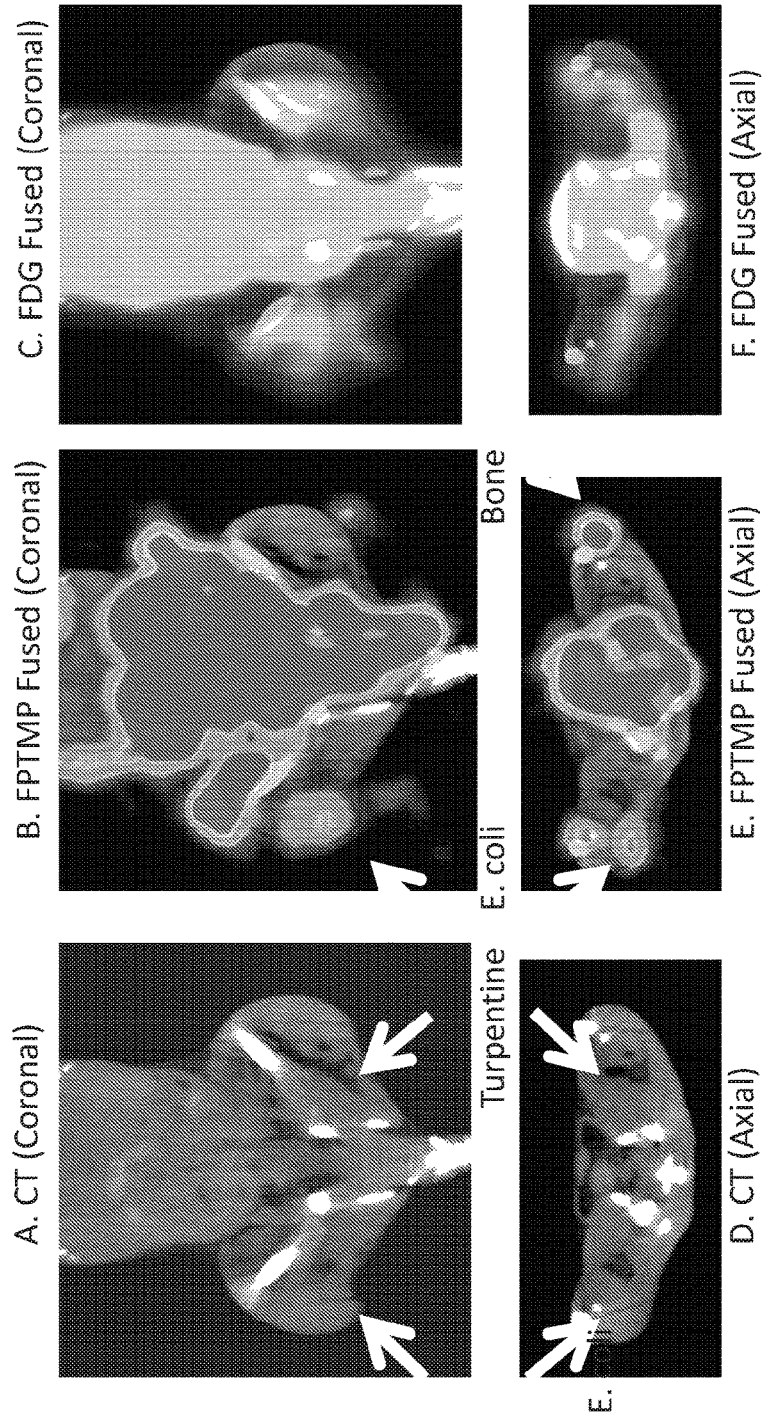 A. CT (Coronal)
B. FPTMP Fused (Coronal)
C. FDG Fused (Coronal)
Turpentine
E. coli
Bone
E. coli
D. CT (Axial)
E. FPTMP Fused (Axial)
F. FDG Fused (Axial)